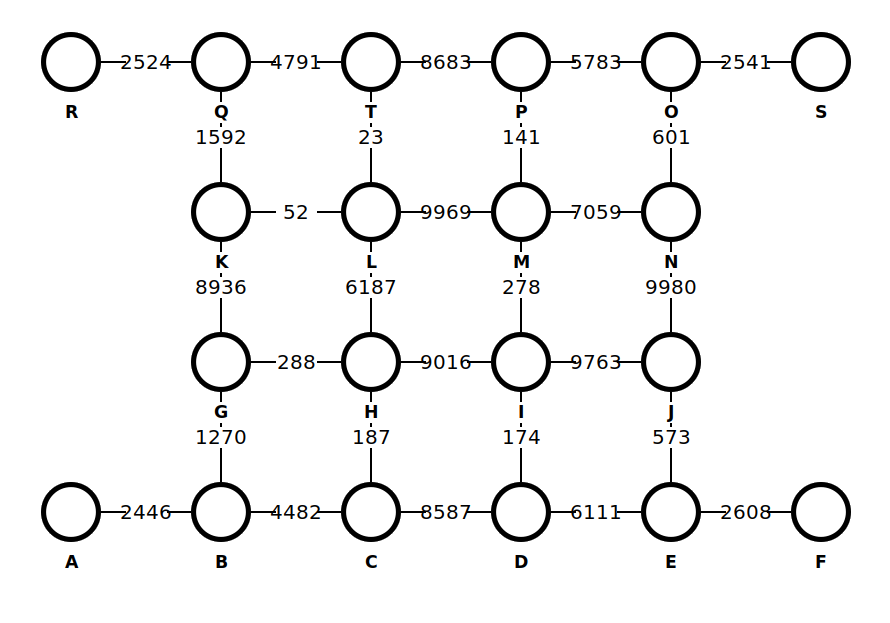 2524 4791 8683 5783 2541
R Q T P O S
1592 23 141 601
52 9969 7059
K L M N
8936 6187 278 9980
288 9016 9763
G H I J
1270 187 174 573
2446 4482 8587 6111 2608
A B C D E F